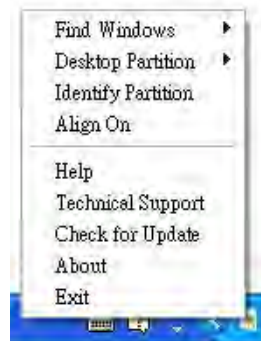 Find Windows
Desktop Partition
Identify Partition
Align On
Help
Technical Support
Check for Update
About
Exit